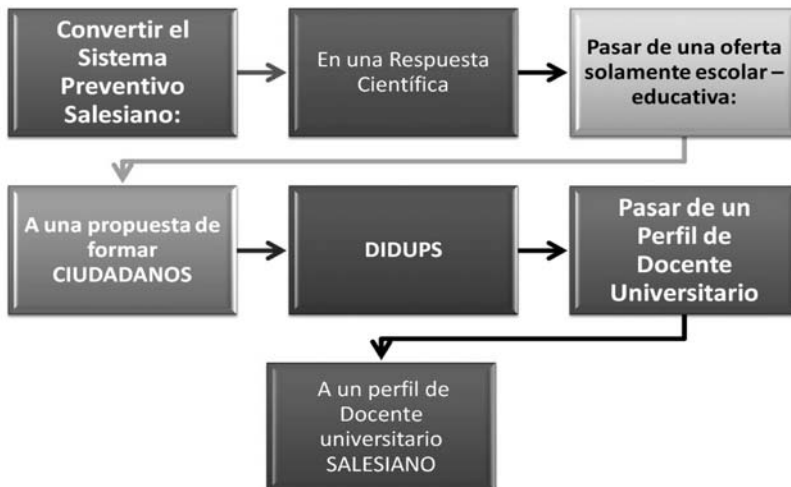 Convertir el
Sistema
Preventivo
Salesiano:
En una Respuesta
Científica
Pasar de una oferta
solamente escolar –
educativa:
A una propuesta de
formar
CIUDADANOS
DIDUPS
Pasar de un
Perfil de
Docente
Universitario
A un perfil de
Docente
universitario
SALESIANO